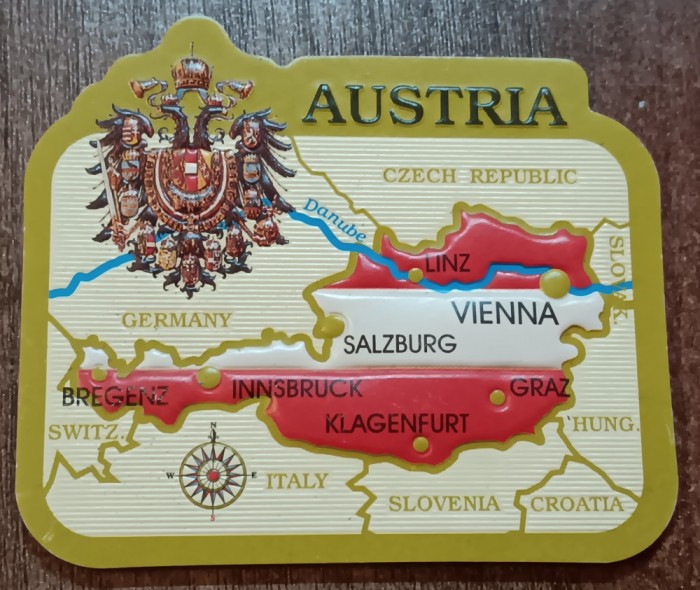 AUSTRIA
CZECH REPUBLIC
Danube
SLOVAK.
LINZ
VIENNA
GERMANY
SALZBURG
BREGENZ
INNSBRUCK
GRAZ
KLAGENFURT
SWITZ.
HUNG.
N
W
E
S
ITALY
SLOVENIA
CROATIA